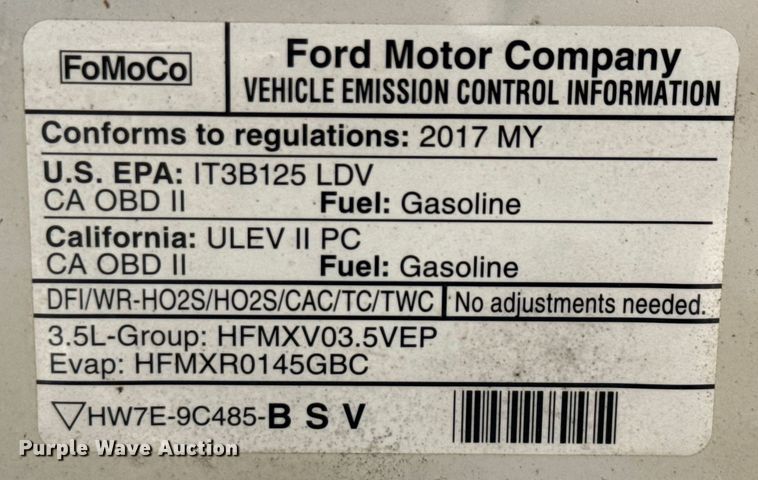 FoMoCo
Ford Motor Company
VEHICLE EMISSION CONTROL INFORMATION
Conforms to regulations: 2017 MY
U.S. EPA: IT3B125 LDV
CA OBD II Fuel: Gasoline
California: ULEV II PC
CA OBD II Fuel: Gasoline
DFI/WR-HO2S/HO2S/CAC/TC/TWC No adjustments needed.
3.5L-Group: HFMXV03.5VEP
Evap: HFMXR0145GBC
HW7E-9C485-B S V
Purple Wave Auction